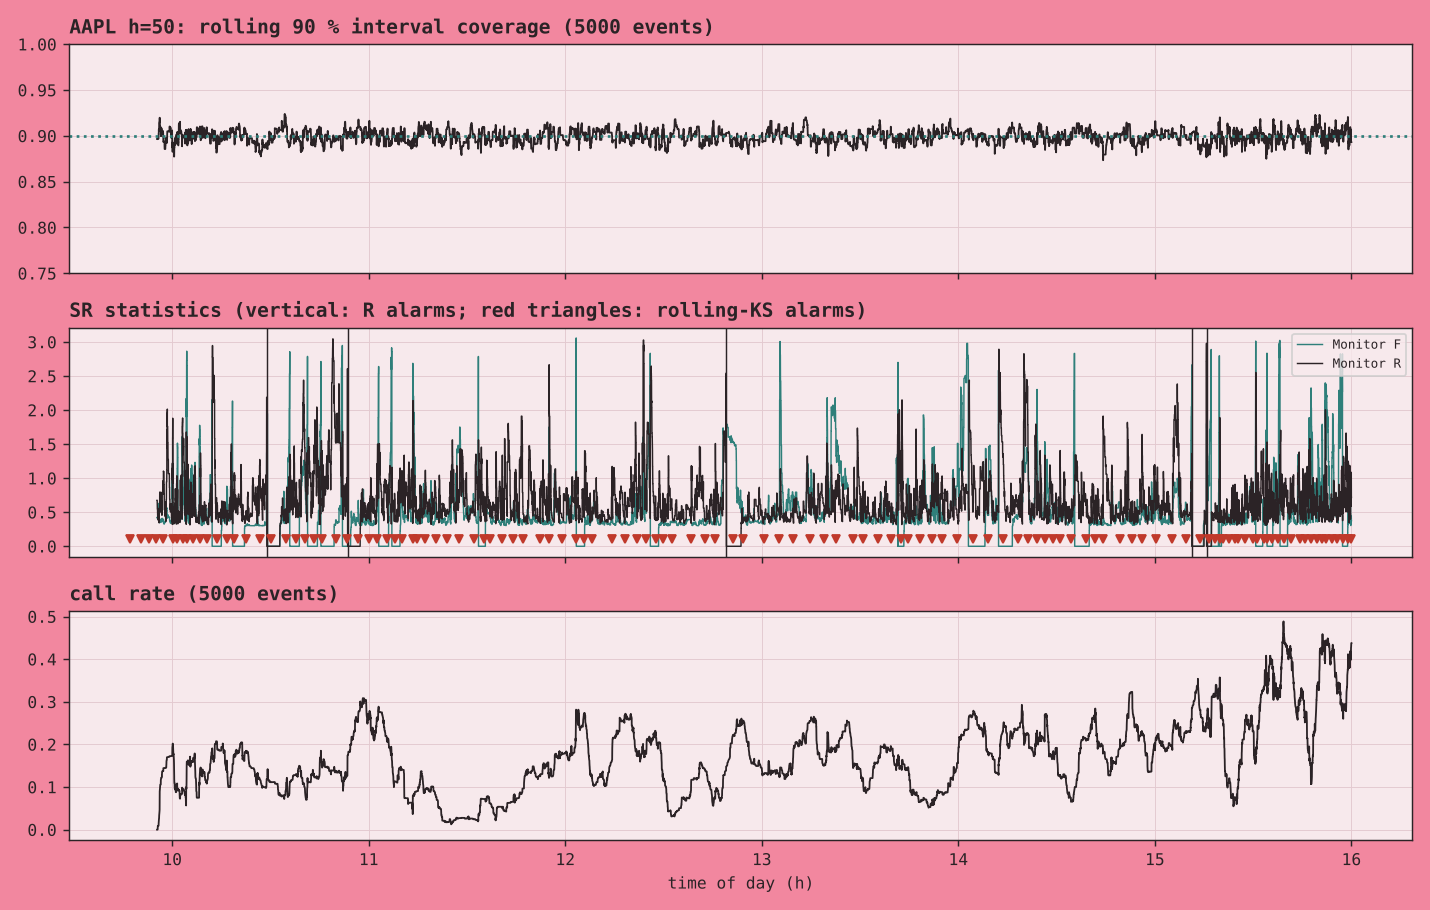 AAPL h=50: rolling 90 % interval coverage (5000 events)
1.00
0.95
0.90
0.85
0.80
0.75
SR statistics (vertical: R alarms; red triangles: rolling-KS alarms)
3.0
2.5
2.0
1.5
1.0
0.5
0.0
Monitor F
Monitor R
call rate (5000 events)
0.5
0.4
0.3
0.2
0.1
0.0
10 11 12 13 14 15 16
time of day (h)